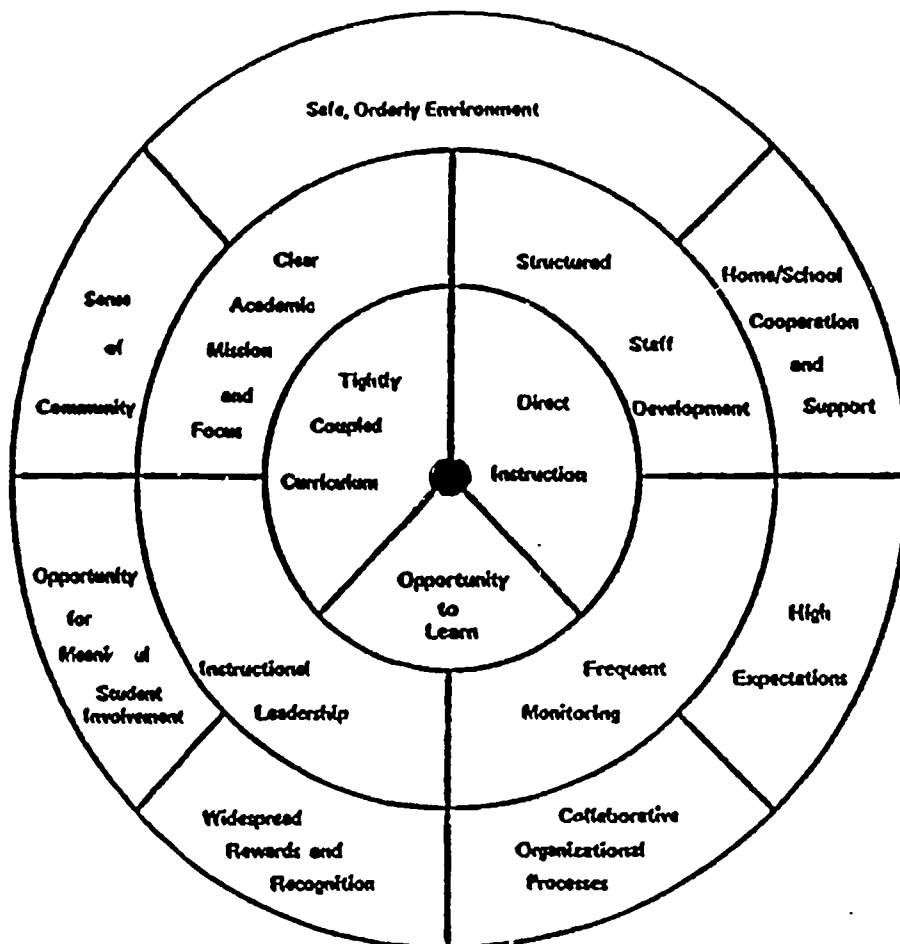 Safe, Orderly Environment
Clear
Academic
Mission
and
Focus
Structured
Staff
Development
Home/School
Cooperation
and
Support
Sense
of
Community
Tightly
Coupled
Curriculum
Direct
Instruction
Opportunity
to
Learn
Opportunity
for
Student
Involvement
Instructional
Leadership
Frequent
Monitoring
High
Expectations
Widespread
Rewards and
Recognition
Collaborative
Organizational
Processes